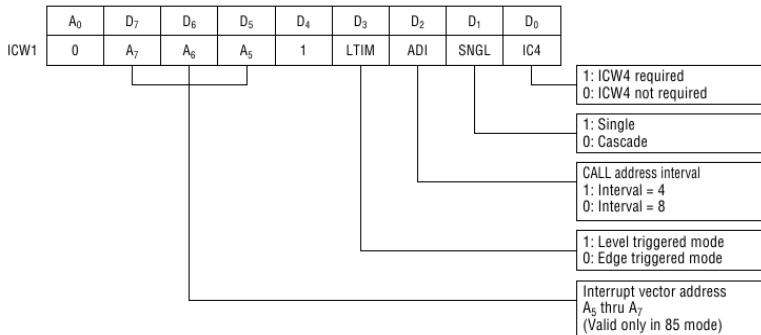 A₀ D₇ D₆ D₅ D₄ D₃ D₂ D₁ D₀
ICW1 0 A₇ A₆ A₅ 1 LTIM ADI SNGL IC4
1: ICW4 required
0: ICW4 not required
1: Single
0: Cascade
CALL address interval
1: Interval = 4
0: Interval = 8
1: Level triggered mode
0: Edge triggered mode
Interrupt vector address
A₅ thru A₇
(Valid only in 85 mode)